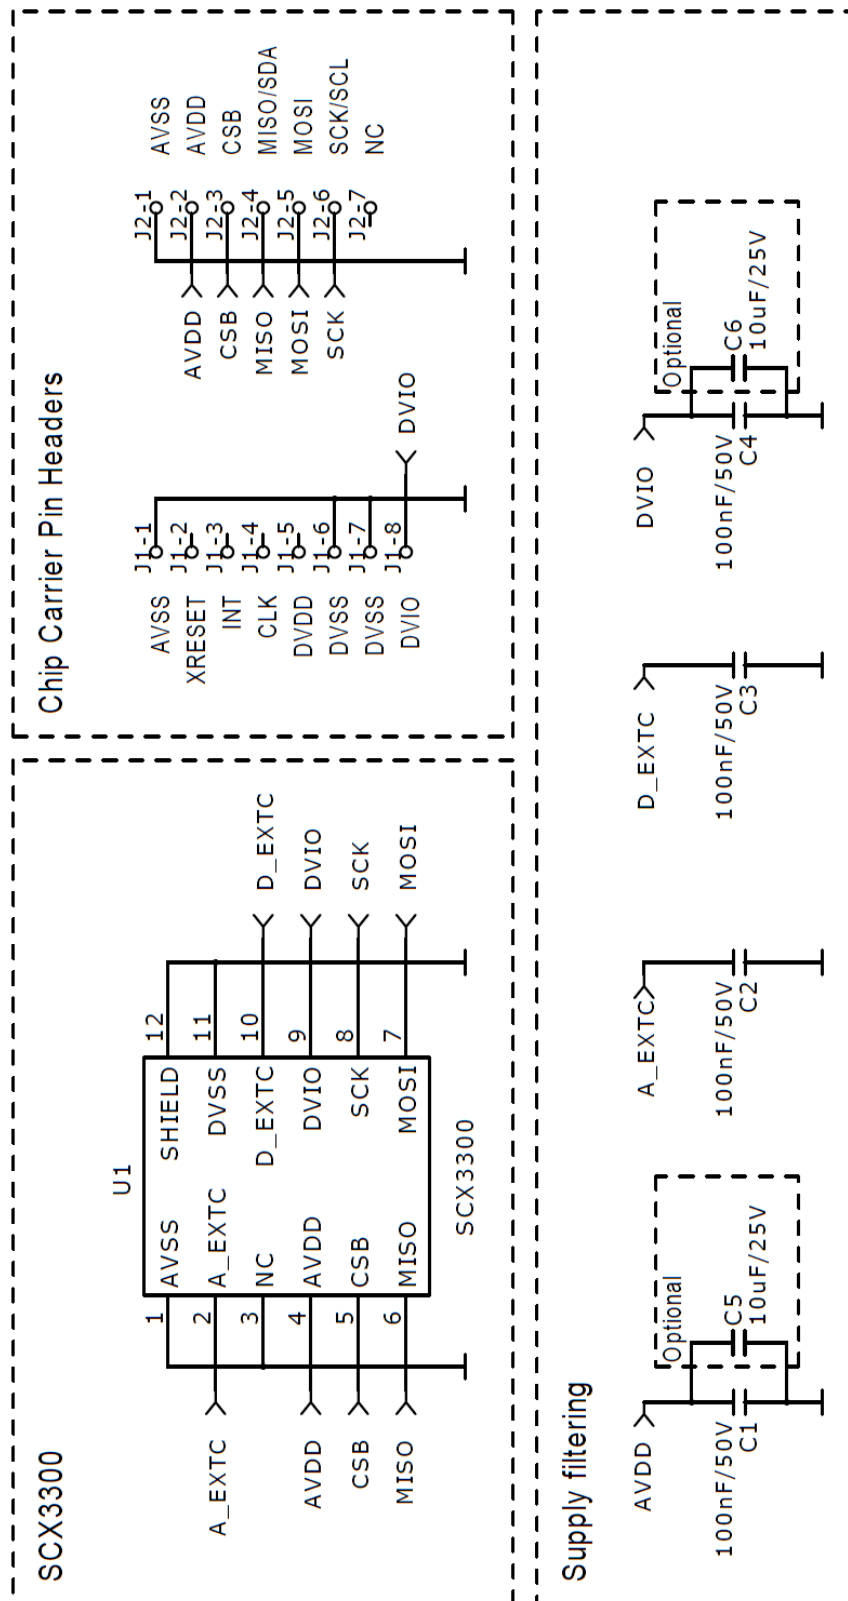 SCX3300
U1
1
2
3
4
5
6
AVSS
A_EXTC
NC
AVDD
CSB
MISO
SHIELD
DVSS
D_EXTC
DVIO
SCK
MOSI
12
11
10
9
8
7
A_EXTC
AVDD
CSB
MISO
D_EXTC
DVIO
SCK
MOSI
SCX3300
Chip Carrier Pin Headers
AVSS
XRESET
INT
CLK
DVDD
DVSS
DVSS
DVIO
J1-1
J1-2
J1-3
J1-4
J1-5
J1-6
J1-7
J1-8
DVIO
AVDD
CSB
MISO
MOSI
SCK
J2-1
J2-2
J2-3
J2-4
J2-5
J2-6
J2-7
AVSS
AVDD
CSB
MISO/SDA
MOSI
SCK/SCL
NC
Supply filtering
AVDD
100nF/50V
C1
Optional
C5
10uF/25V
A_EXTC
100nF/50V
C2
D_EXTC
100nF/50V
C3
DVIO
100nF/50V
C4
Optional
C6
10uF/25V